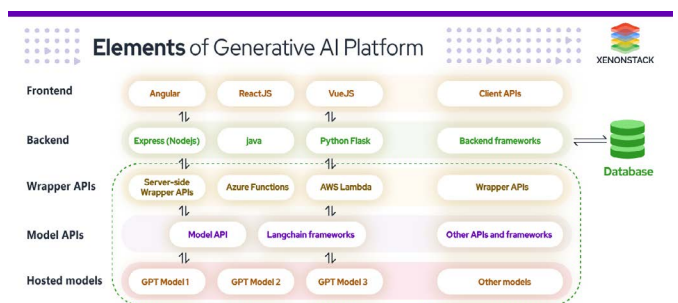 Elements of Generative AI Platform
XENONSTACK
Frontend
Angular
ReactJS
VueJS
Client APIs
Backend
Express (Nodejs)
java
Python Flask
Backend frameworks
Database
Wrapper APIs
Server-side
Wrapper APIs
Azure Functions
AWS Lambda
Wrapper APIs
Model APIs
Model API
Langchain frameworks
Other APIs and frameworks
Hosted models
GPT Model 1
GPT Model 2
GPT Model 3
Other models